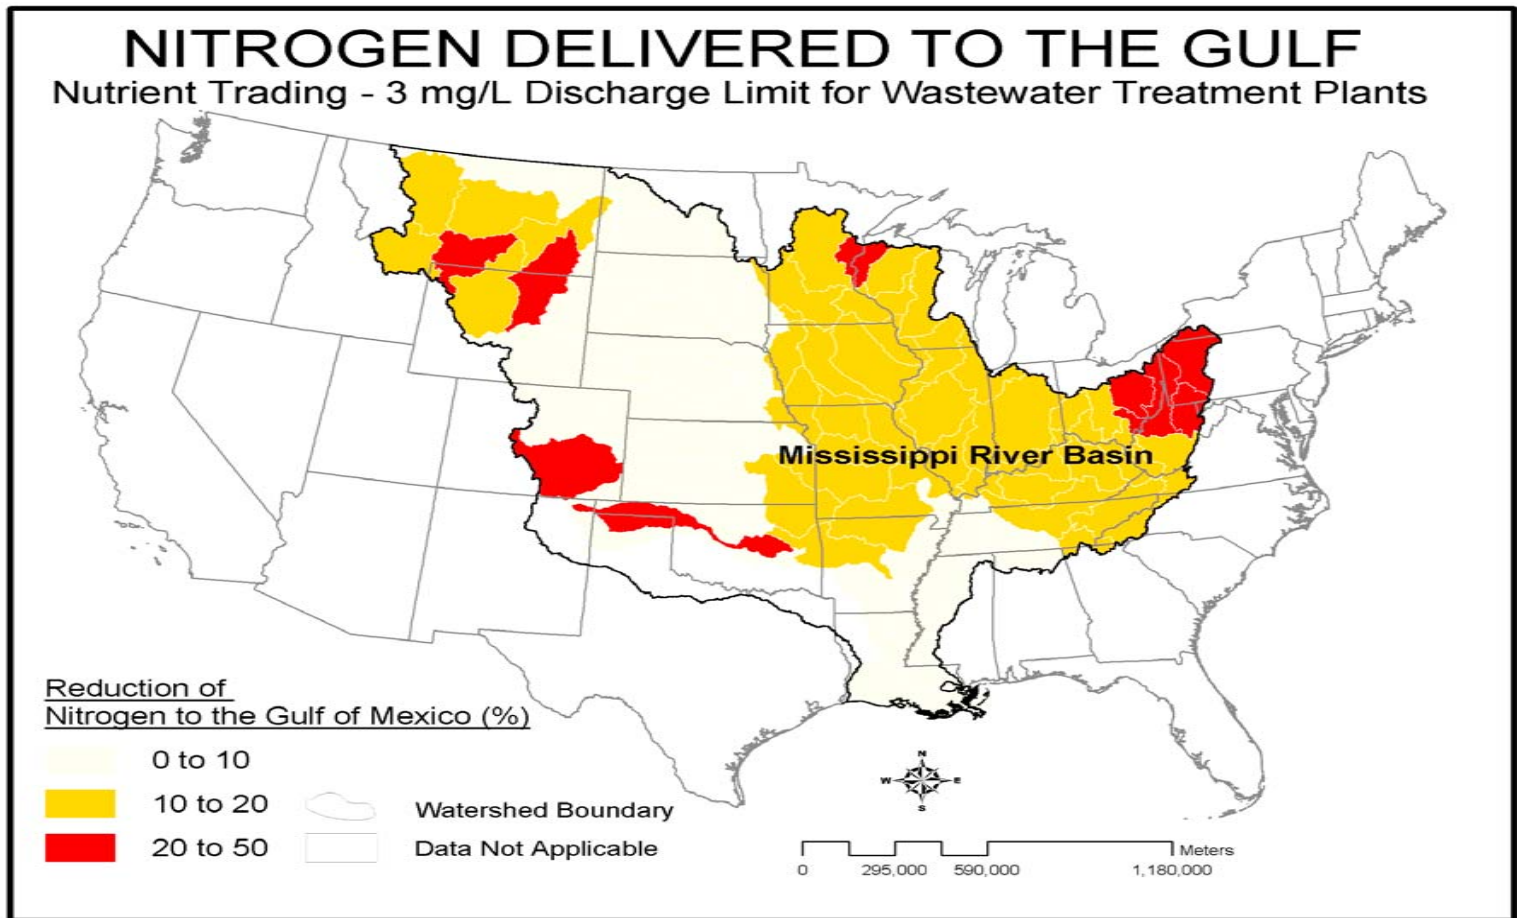 NITROGEN DELIVERED TO THE GULF
Nutrient Trading - 3 mg/L Discharge Limit for Wastewater Treatment Plants
Mississippi River Basin
Reduction of
Nitrogen to the Gulf of Mexico (%)
0 to 10
10 to 20
20 to 50
Watershed Boundary
Data Not Applicable
N
W E
S
Meters
0 295,000 590,000 1,180,000